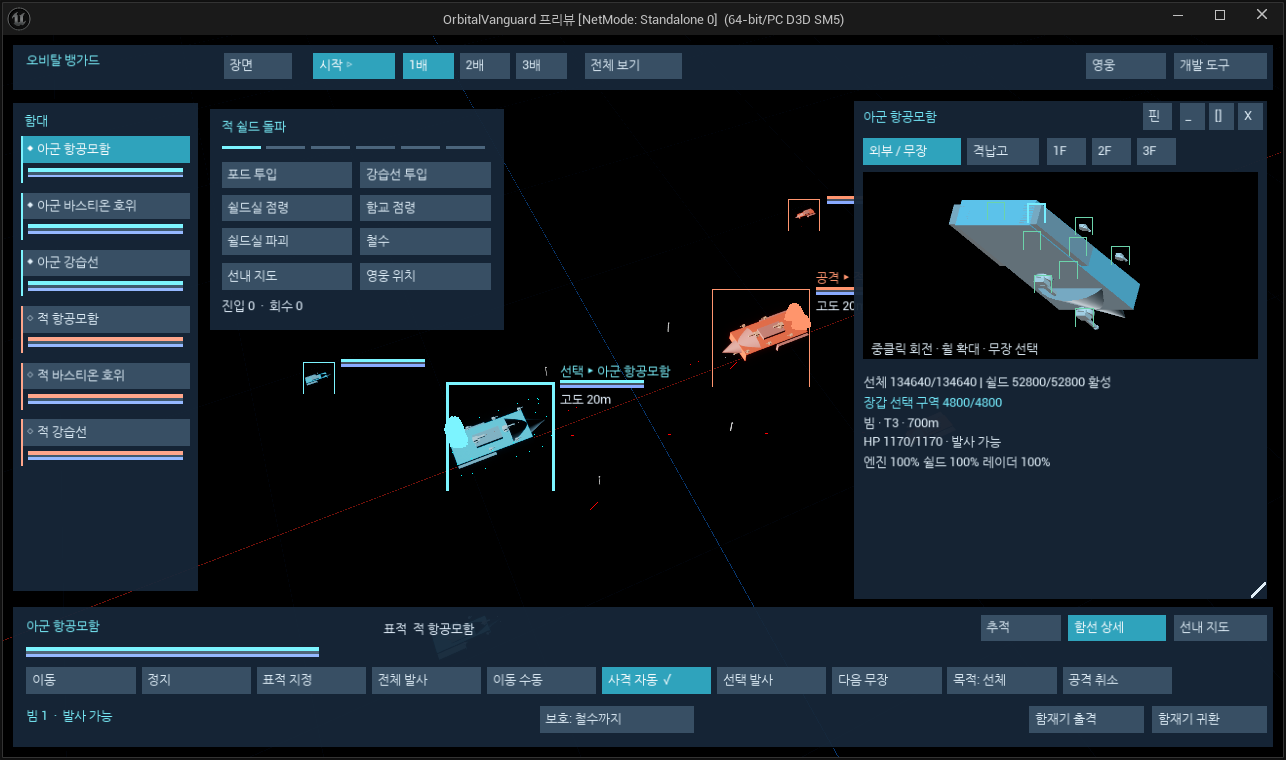 OrbitalVanguard 프리뷰 [NetMode: Standalone 0]  (64-bit/PC D3D SM5)
오비탈 뱅가드
장면
시작 ▷
1배
2배
3배
전체 보기
영웅
개발 도구
함대
◆ 아군 항공모함
◆ 아군 바스티온 호위
◆ 아군 강습선
◇ 적 항공모함
◇ 적 바스티온 호위
◇ 적 강습선
적 쉴드 돌파
포드 투입
강습선 투입
쉴드실 점령
함교 점령
쉴드실 파괴
철수
선내 지도
영웅 위치
진입 0 · 회수 0
공격 ▶
고도 20
선택 ▶ 아군 항공모함
고도 20m
아군 항공모함
핀
_
[]
X
외부 / 무장
격납고
1F
2F
3F
중클릭 회전 · 휠 확대 · 무장 선택
선체 134640/134640 | 쉴드 52800/52800 활성
장갑 선택 구역 4800/4800
빔 · T3 · 700m
HP 1170/1170 · 발사 가능
엔진 100% 쉴드 100% 레이더 100%
아군 항공모함
표적  적 항공모함
추적
함선 상세
선내 지도
이동
정지
표적 지정
전체 발사
이동 수동
사격 자동 √
선택 발사
다음 무장
목적: 선체
공격 취소
빔 1 · 발사 가능
보호: 철수까지
함재기 출격
함재기 귀환